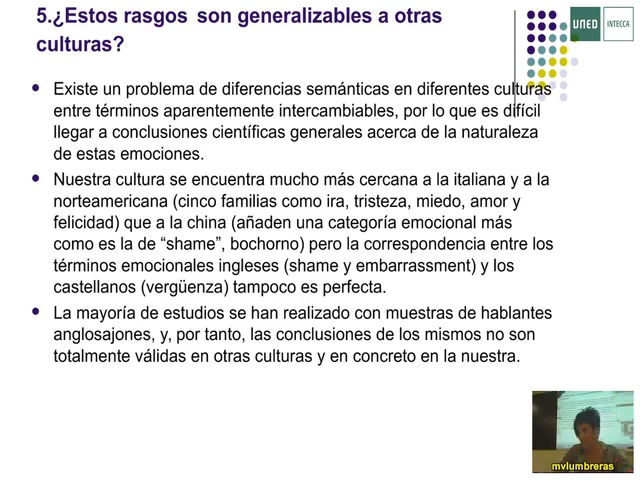 5.¿Estos rasgos son generalizables a otras
culturas?
UNED
INTECCA
Existe un problema de diferencias semánticas en diferentes culturas
entre términos aparentemente intercambiables, por lo que es difícil
llegar a conclusiones científicas generales acerca de la naturaleza
de estas emociones.
Nuestra cultura se encuentra mucho más cercana a la italiana y a la
norteamericana (cinco familias como ira, tristeza, miedo, amor y
felicidad) que a la china (añaden una categoría emocional más
como es la de “shame”, bochorno) pero la correspondencia entre los
términos emocionales ingleses (shame y embarrassment) y los
castellanos (vergüenza) tampoco es perfecta.
La mayoría de estudios se han realizado con muestras de hablantes
anglosajones, y, por tanto, las conclusiones de los mismos no son
totalmente válidas en otras culturas y en concreto en la nuestra.
mvlumbreras